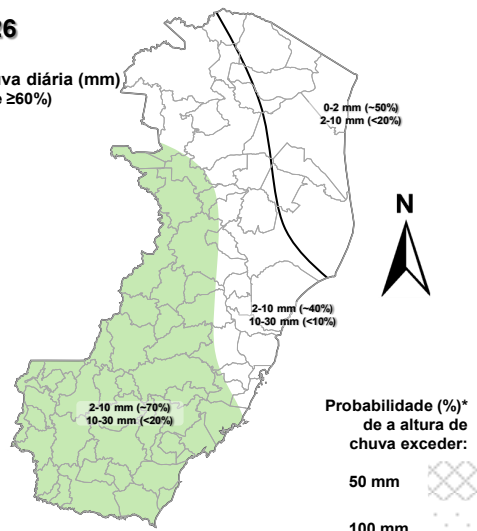 26
uva diária (mm)
e ≥60%)
0-2 mm (~50%)
2-10 mm (<20%)
N
2-10 mm (~40%)
10-30 mm (<10%)
2-10 mm (~70%)
10-30 mm (<20%)
Probabilidade (%)*
de a altura de
chuva exceder:
50 mm
100 mm